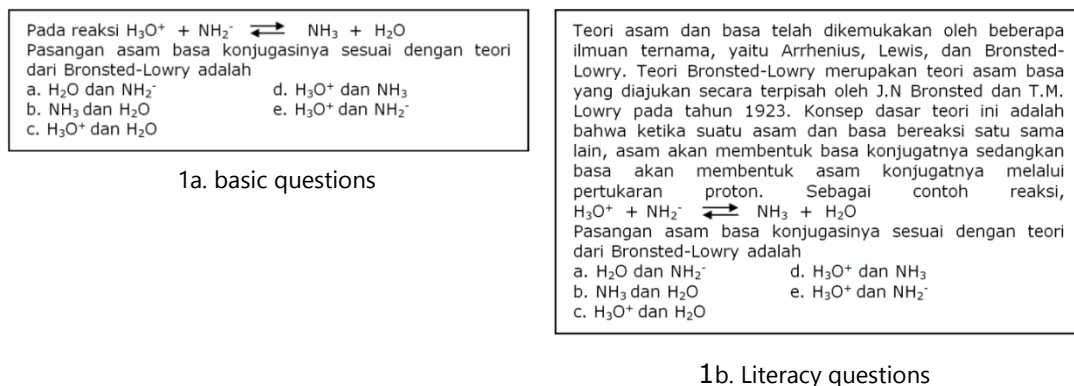 Pada reaksi H₃O⁺ + NH₂⁻ ⇄ NH₃ + H₂O
Pasangan asam basa konjugasinya sesuai dengan teori
dari Bronsted-Lowry adalah
a. H₂O dan NH₂⁻ d. H₃O⁺ dan NH₃
b. NH₃ dan H₂O e. H₃O⁺ dan NH₂⁻
c. H₃O⁺ dan H₂O
1a. basic questions
Teori asam dan basa telah dikemukakan oleh beberapa
ilmuan ternama, yaitu Arrhenius, Lewis, dan Bronsted-
Lowry. Teori Bronsted-Lowry merupakan teori asam basa
yang diajukan secara terpisah oleh J.N Bronsted dan T.M.
Lowry pada tahun 1923. Konsep dasar teori ini adalah
bahwa ketika suatu asam dan basa bereaksi satu sama
lain, asam akan membentuk basa konjugatnya sedangkan
basa akan membentuk asam konjugatnya melalui
pertukaran proton. Sebagai contoh reaksi,
H₃O⁺ + NH₂⁻ ⇄ NH₃ + H₂O
Pasangan asam basa konjugasinya sesuai dengan teori
dari Bronsted-Lowry adalah
a. H₂O dan NH₂⁻ d. H₃O⁺ dan NH₃
b. NH₃ dan H₂O e. H₃O⁺ dan NH₂⁻
c. H₃O⁺ dan H₂O
1b. Literacy questions